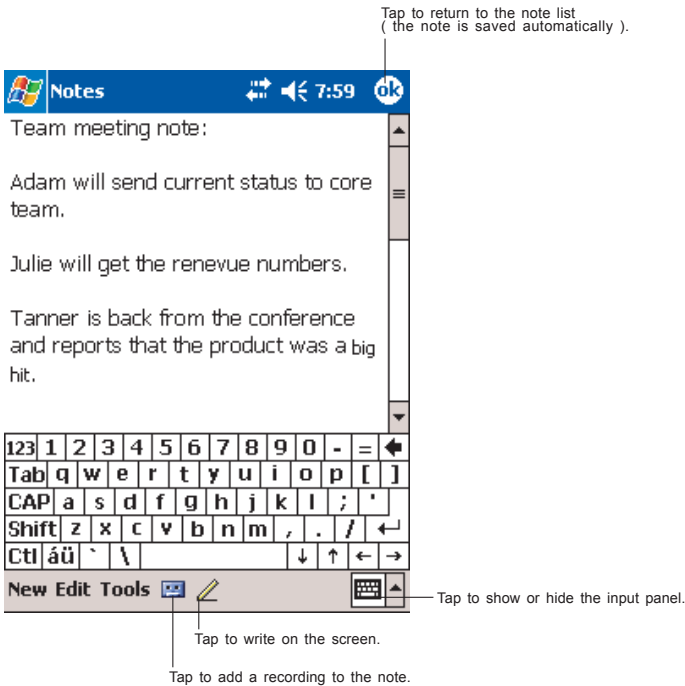 Tap to return to the note list
( the note is saved automatically ).
Notes 7:59 ok
Team meeting note:
Adam will send current status to core
team.
Julie will get the renevue numbers.
Tanner is back from the conference
and reports that the product was a big
hit.
123 1 2 3 4 5 6 7 8 9 0 - = 🡄
Tab q w e r t y u i o p [ ]
CAP a s d f g h j k l ; '
Shift z x c v b n m , . / ↵
Ctl áü ` \ ↓ ↑ ← →
New Edit Tools
Tap to show or hide the input panel.
Tap to write on the screen.
Tap to add a recording to the note.